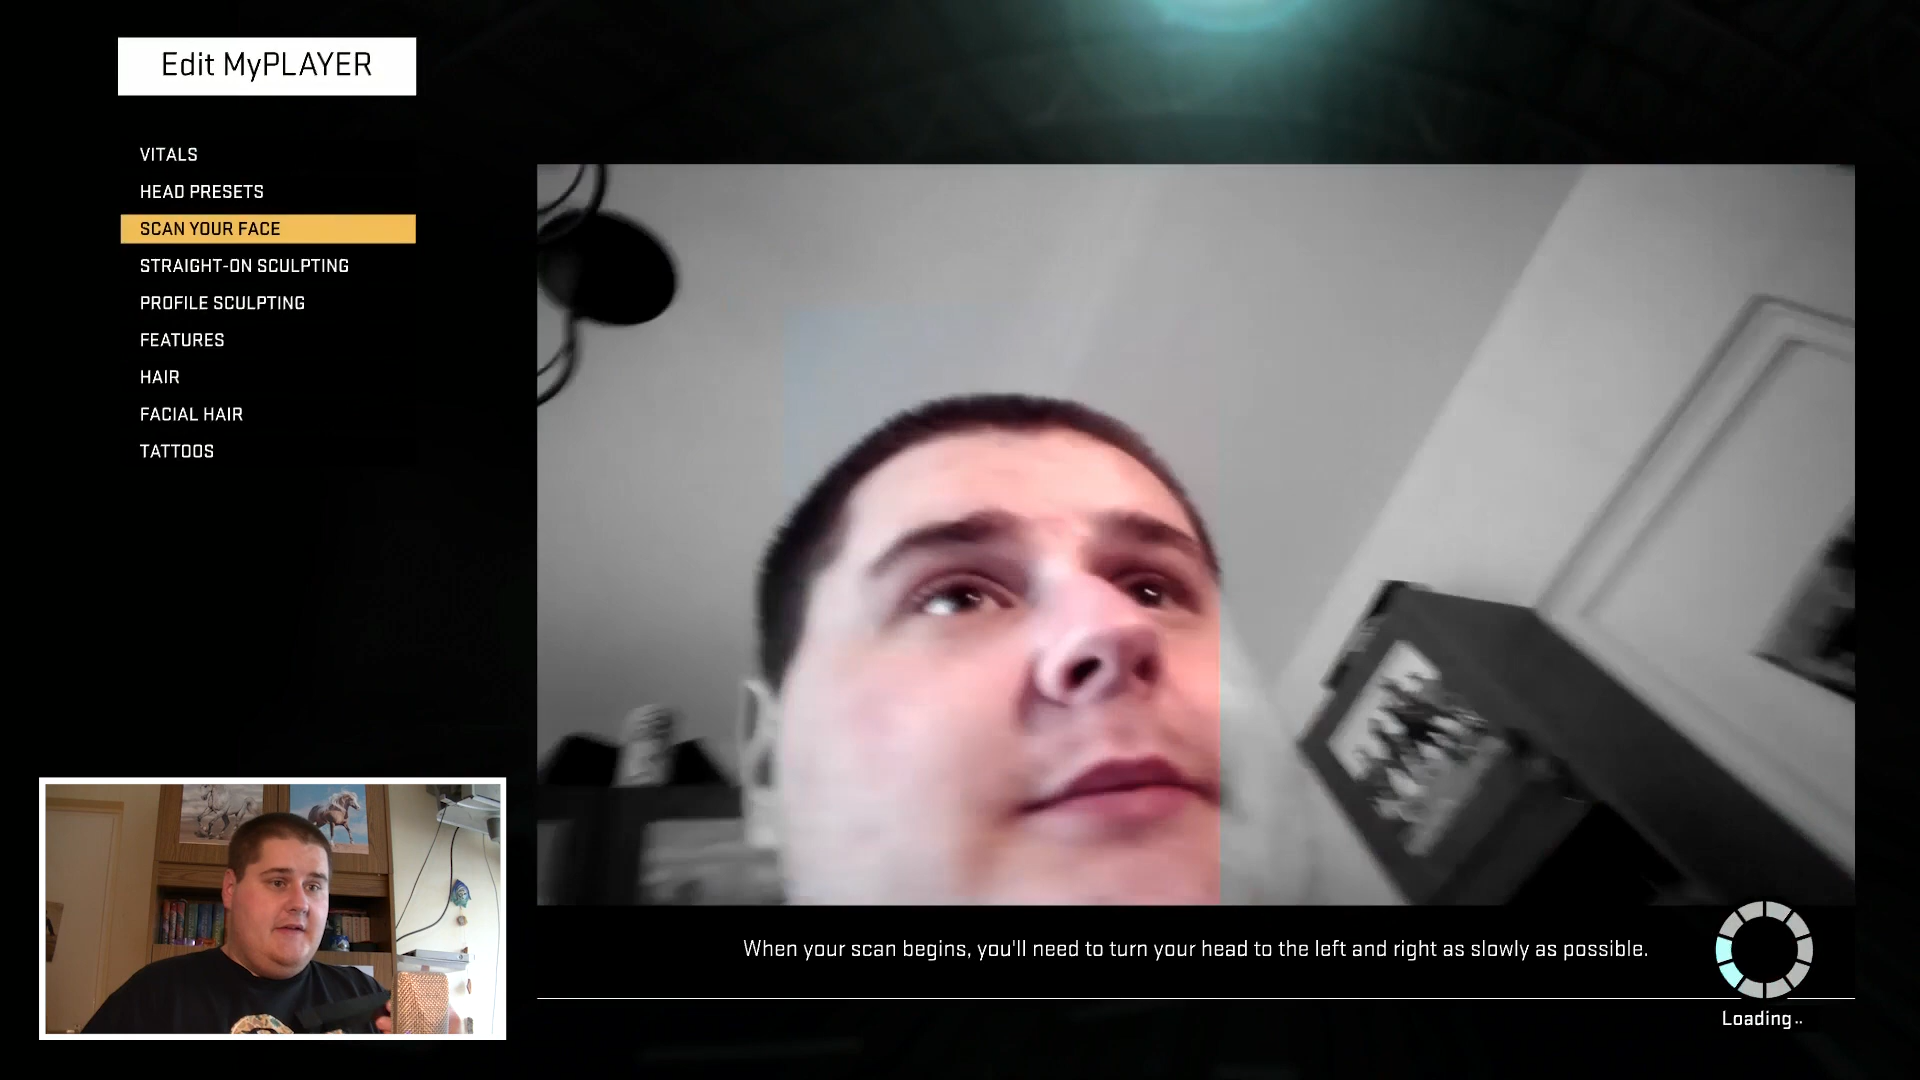 Edit MyPLAYER
VITALS
HEAD PRESETS
SCAN YOUR FACE
STRAIGHT-ON SCULPTING
PROFILE SCULPTING
FEATURES
HAIR
FACIAL HAIR
TATTOOS
When your scan begins, you'll need to turn your head to the left and right as slowly as possible.
Loading..